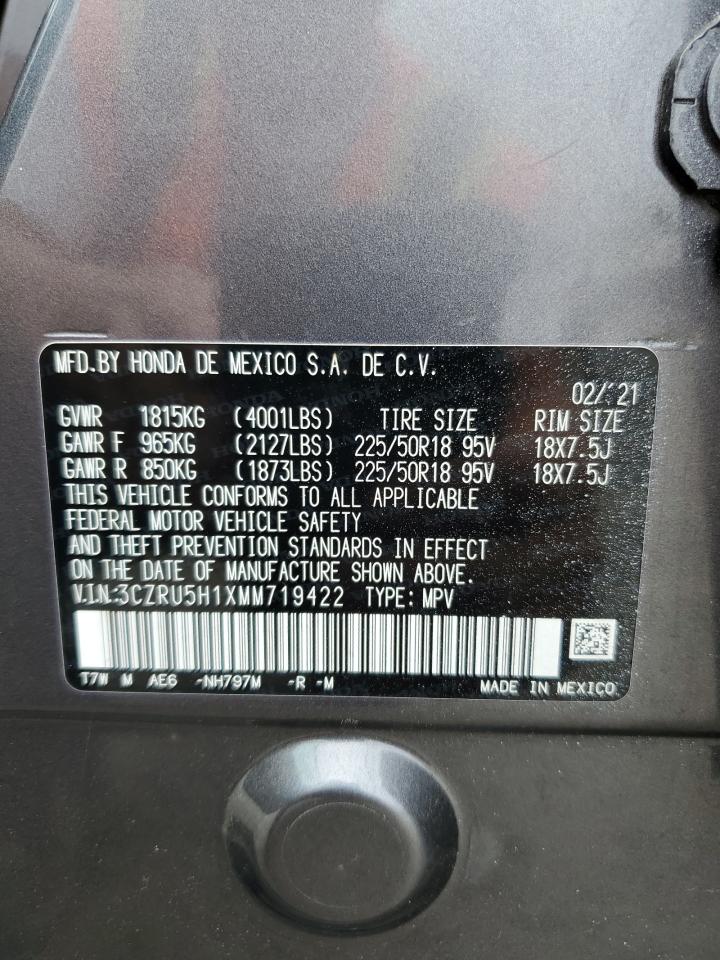 MFD.BY HONDA DE MEXICO S.A. DE C.V.
02/'21
GVWR 1815KG (4001LBS) TIRE SIZE RIM SIZE
GAWR F 965KG (2127LBS) 225/50R18 95V 18X7.5J
GAWR R 850KG (1873LBS) 225/50R18 95V 18X7.5J
THIS VEHICLE CONFORMS TO ALL APPLICABLE
FEDERAL MOTOR VEHICLE SAFETY
AND THEFT PREVENTION STANDARDS IN EFFECT
ON THE DATE OF MANUFACTURE SHOWN ABOVE.
V.I.N:3CZRU5H1XMM719422 TYPE: MPV
T7W M AE6 -NH797M -R -M MADE IN MEXICO